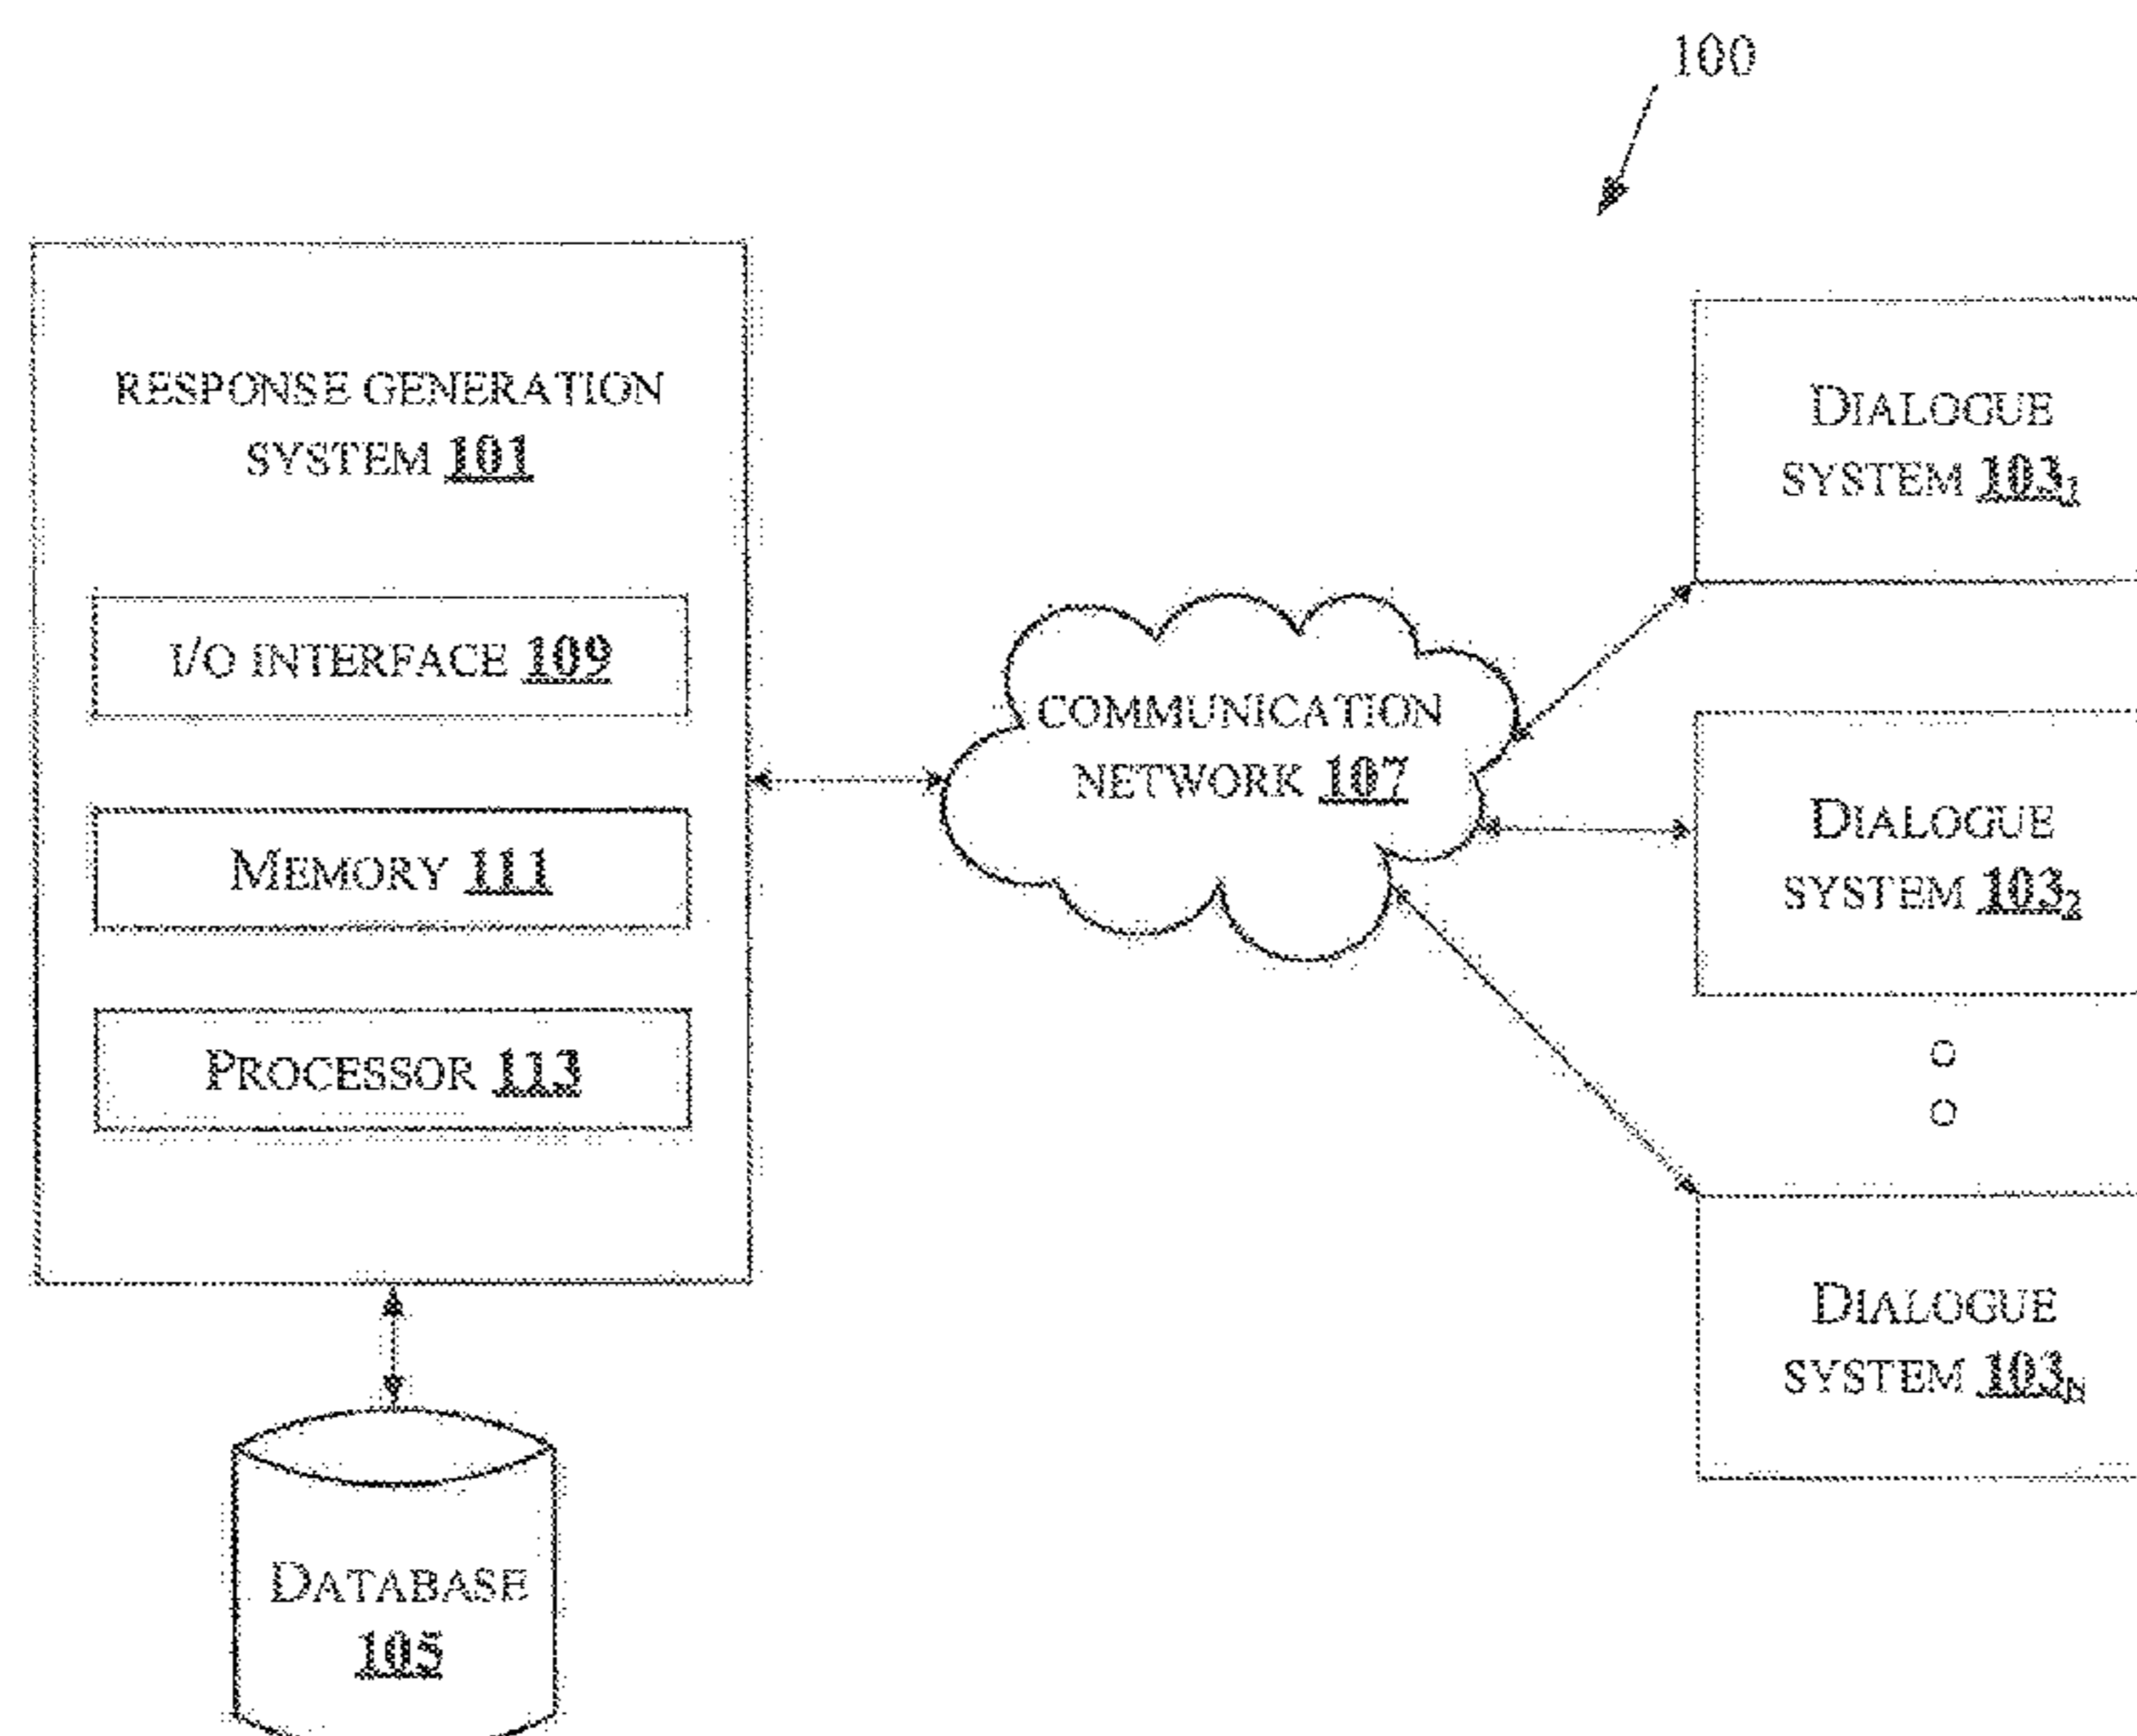 100
RESPONSE GENERATION
SYSTEM 101
I/O INTERFACE 109
MEMORY 111
PROCESSOR 113
DATABASE
105
COMMUNICATION
NETWORK 107
DIALOGUE
SYSTEM 103₁
DIALOGUE
SYSTEM 103₂
DIALOGUE
SYSTEM 103ₙ